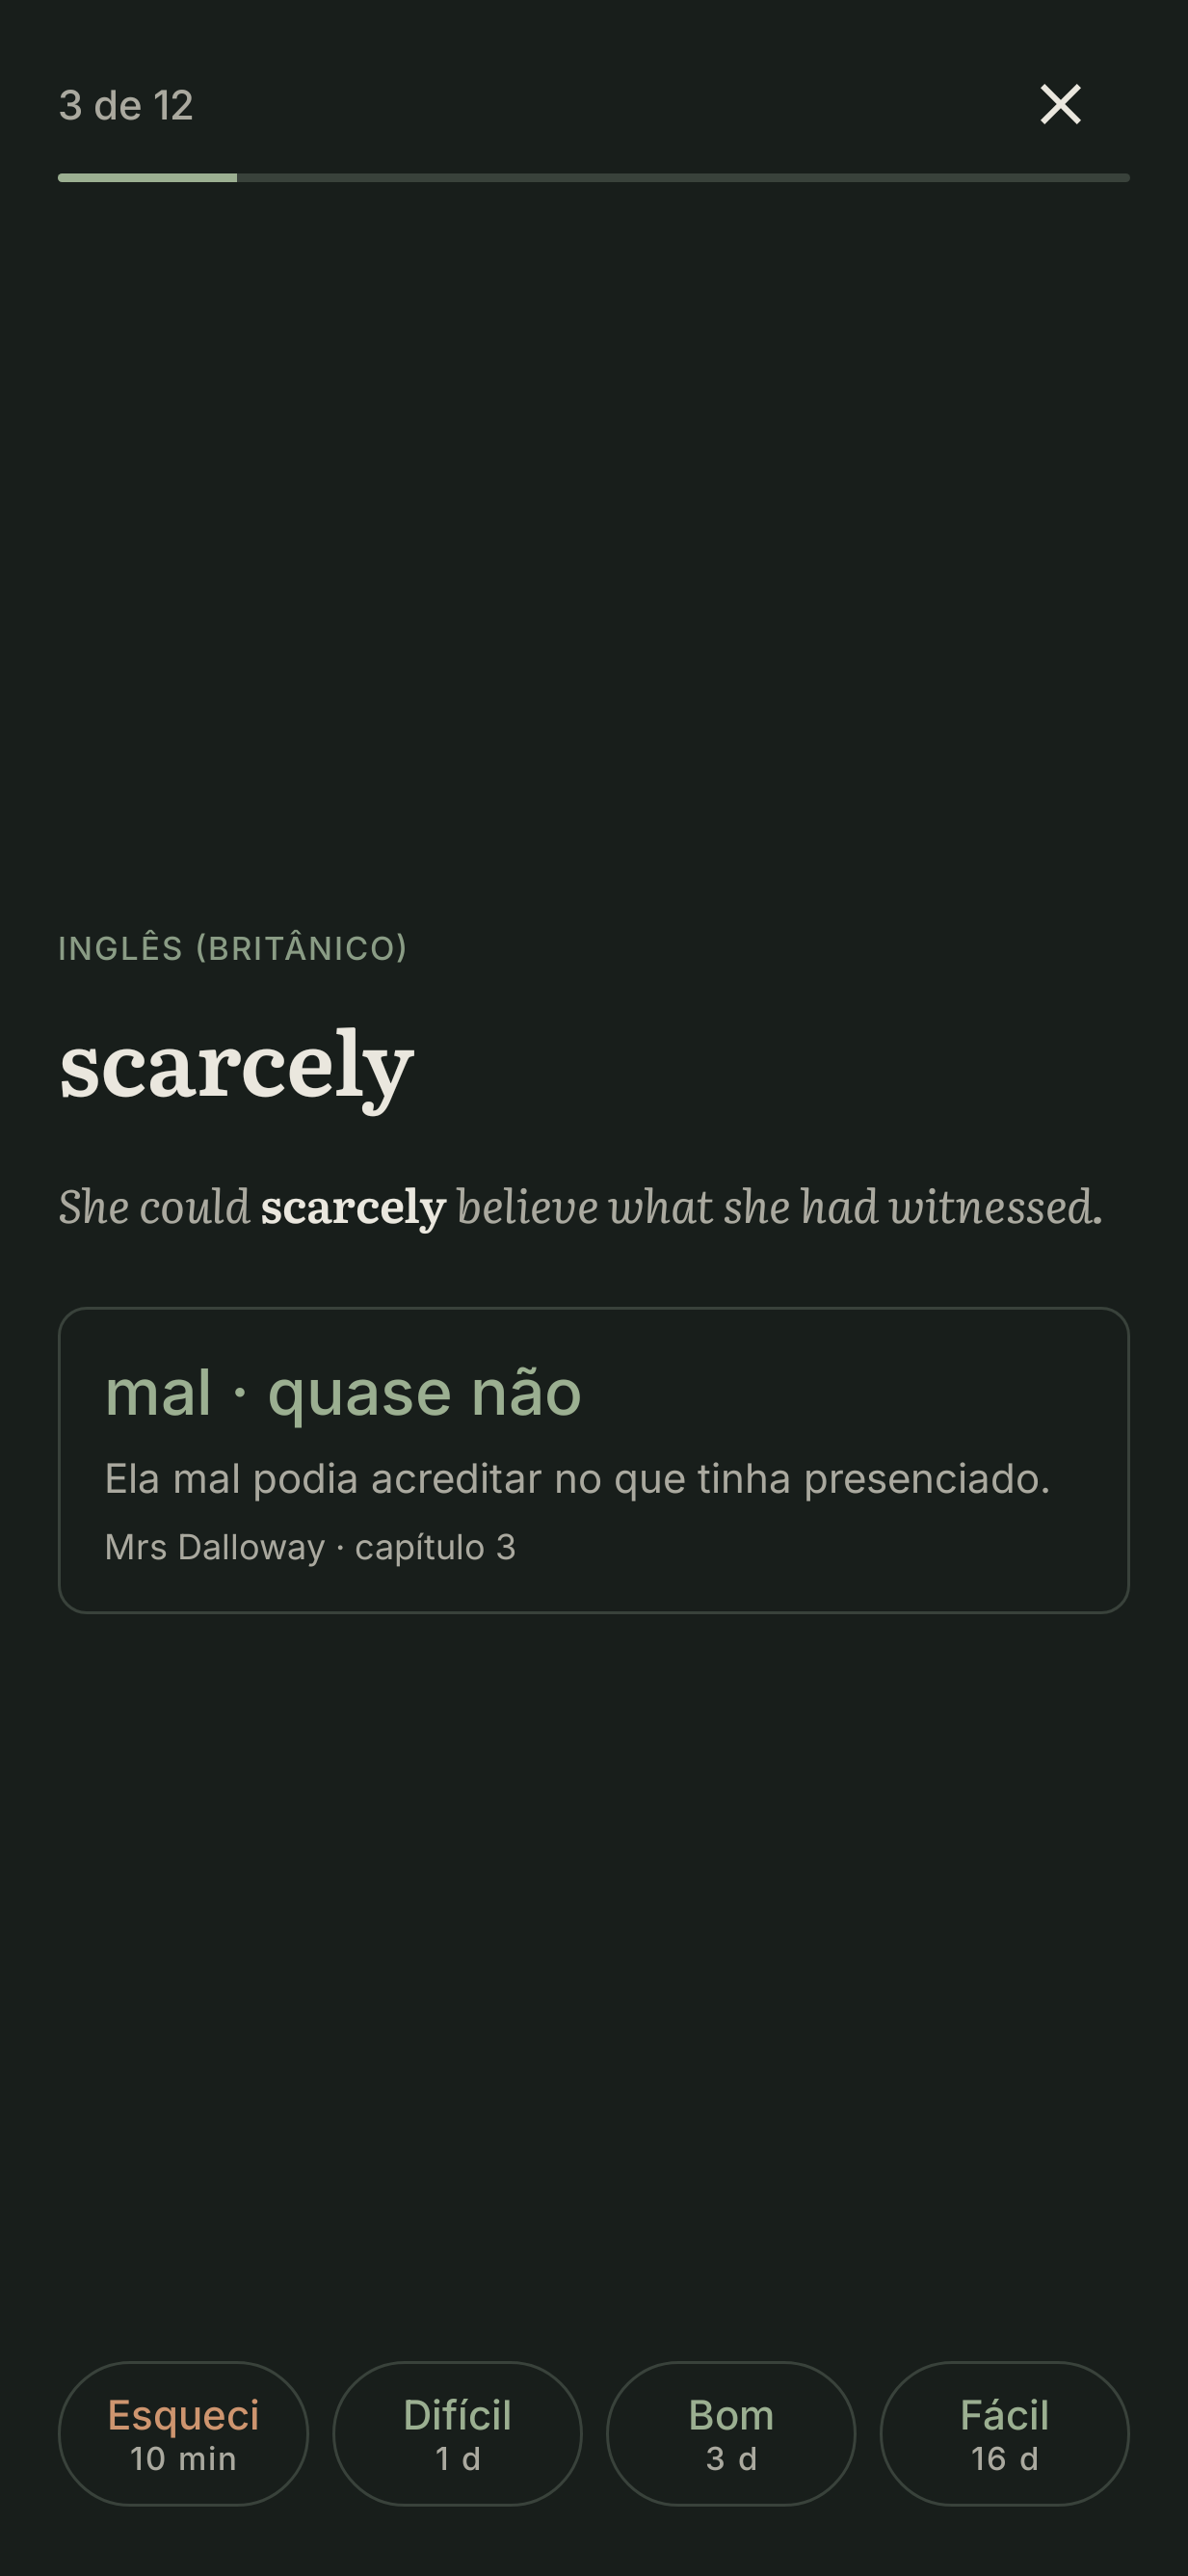 3 de 12
INGLÊS (BRITÂNICO)
scarcely
She could scarcely believe what she had witnessed.
mal · quase não
Ela mal podia acreditar no que tinha presenciado.
Mrs Dalloway · capítulo 3
Esqueci
10 min
Difícil
1 d
Bom
3 d
Fácil
16 d